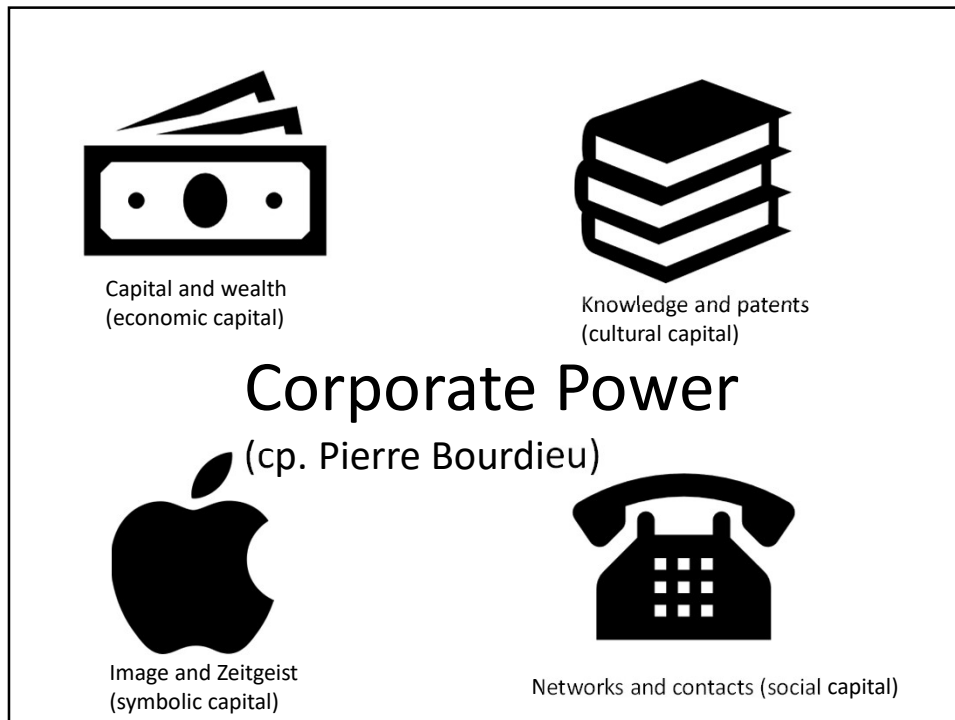 Capital and wealth
(economic capital)
Knowledge and patents
(cultural capital)
Corporate Power
(cp. Pierre Bourdieu)
Image and Zeitgeist
(symbolic capital)
Networks and contacts (social capital)